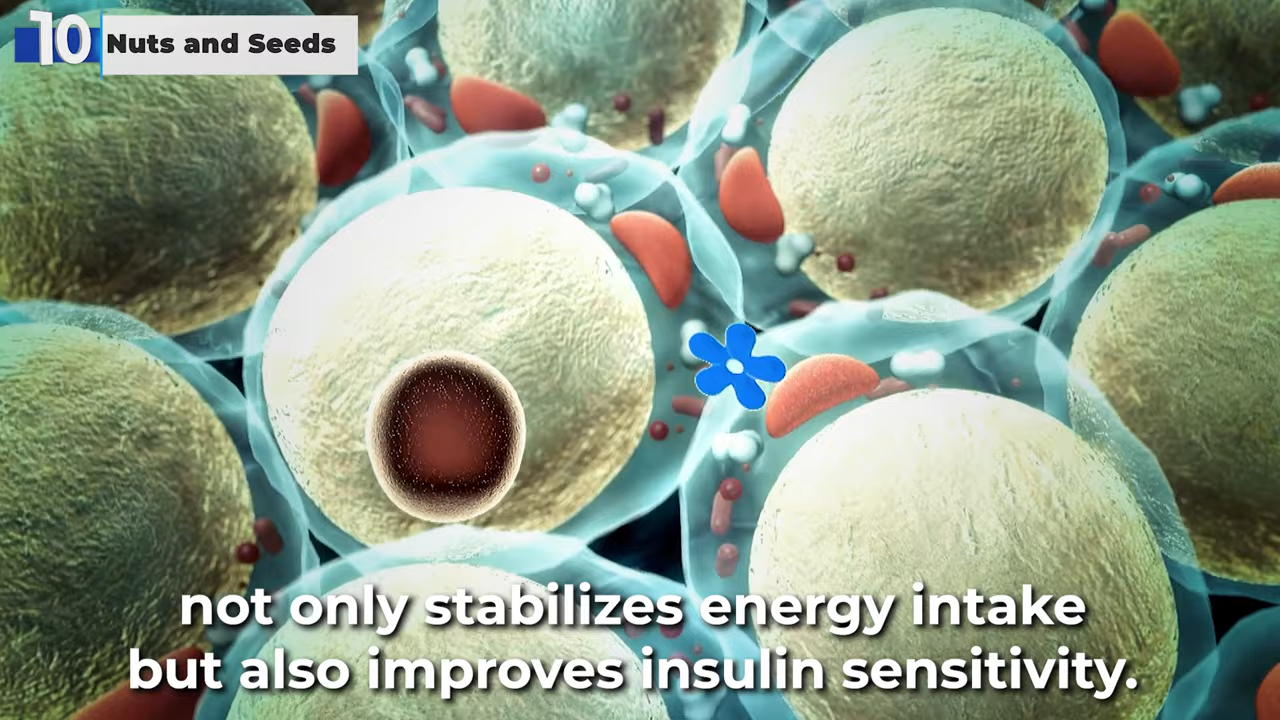 10
Nuts and Seeds
not only stabilizes energy intake
but also improves insulin sensitivity.